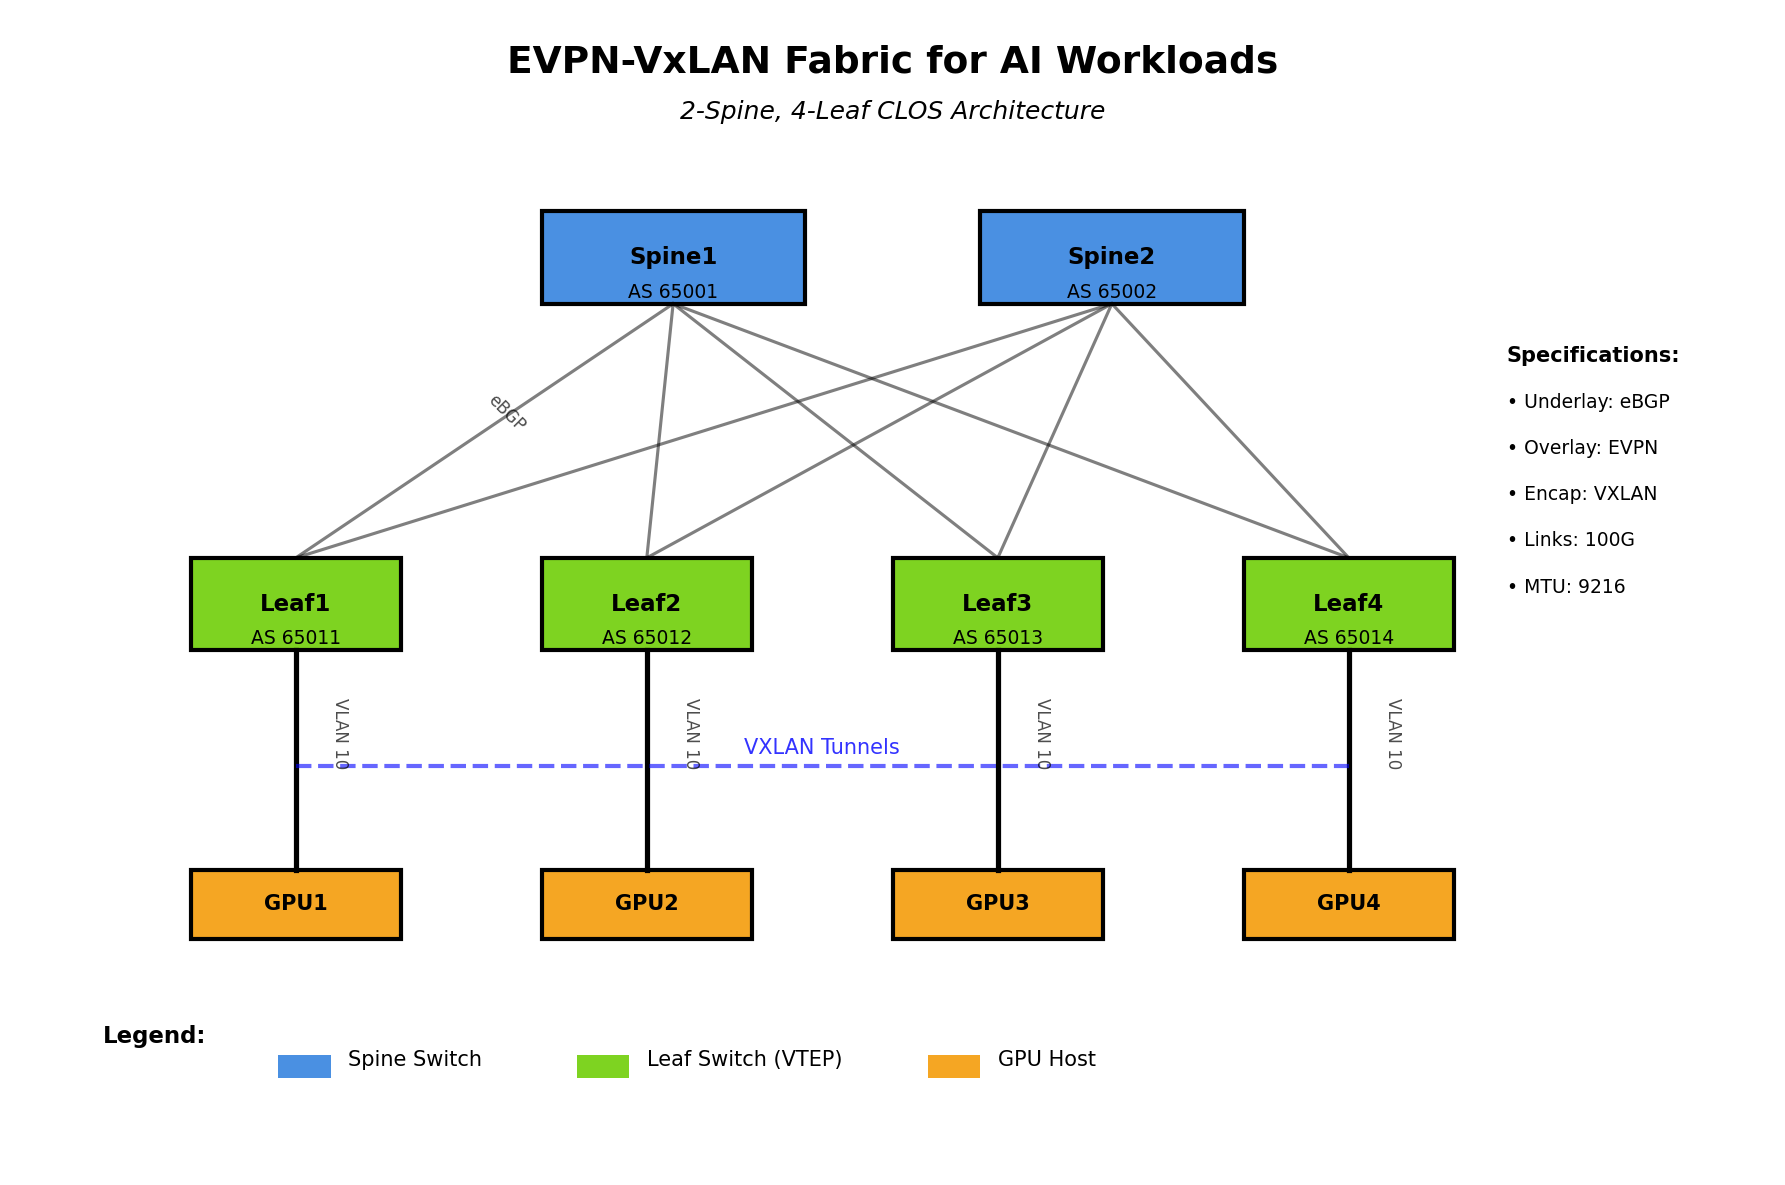 EVPN-VxLAN Fabric for AI Workloads
2-Spine, 4-Leaf CLOS Architecture
Spine1
AS 65001
Spine2
AS 65002
eBGP
Specifications:
• Underlay: eBGP
• Overlay: EVPN
• Encap: VXLAN
• Links: 100G
• MTU: 9216
Leaf1
AS 65011
Leaf2
AS 65012
Leaf3
AS 65013
Leaf4
AS 65014
VLAN 10
VLAN 10
VLAN 10
VLAN 10
VXLAN Tunnels
GPU1
GPU2
GPU3
GPU4
Legend:
Spine Switch
Leaf Switch (VTEP)
GPU Host